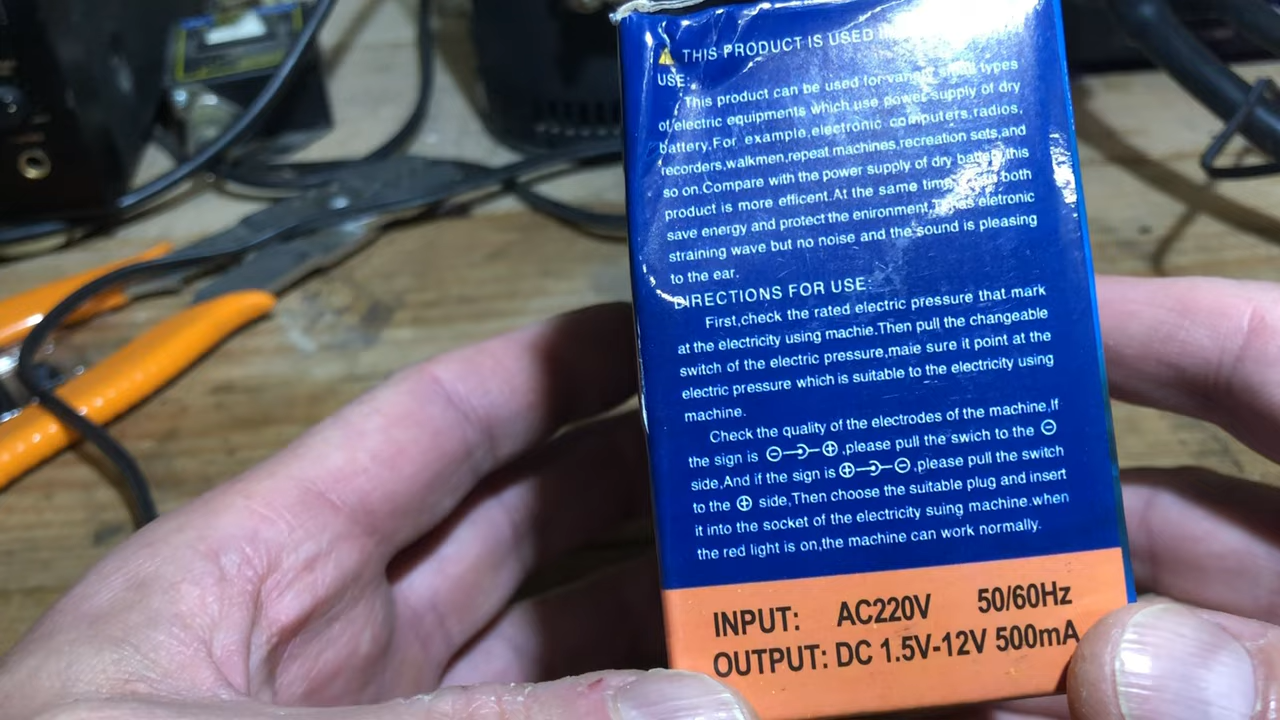 THIS PRODUCT IS USED
USE:
This product can be used for small types
of electric equipments which use power supply of dry
battery,For example,electronic computers,radios,
recorders,walkmen,repeat machines,recreation sets,and
so on.Compare with the power supply of dry battery,this
product is more efficent.At the same time, both
save energy and protect the enironment. has eletronic
straining wave but no noise and the sound is pleasing
to the ear.
DIRECTIONS FOR USE:
First,check the rated electric pressure that mark
at the electricity using machie.Then pull the changeable
switch of the electric pressure,maie sure it point at the
electric pressure which is suitable to the electricity using
machine.
Check the quality of the electrodes of the machine,If
the sign is ⊖-⊃-⊕ ,please pull the swich to the ⊖
side,And if the sign is ⊕-⊃-⊖ ,please pull the switch
to the ⊕ side,Then choose the suitable plug and insert
it into the socket of the electricity suing machine.when
the red light is on,the machine can work normally.
INPUT: AC220V 50/60Hz
OUTPUT: DC 1.5V-12V 500mA